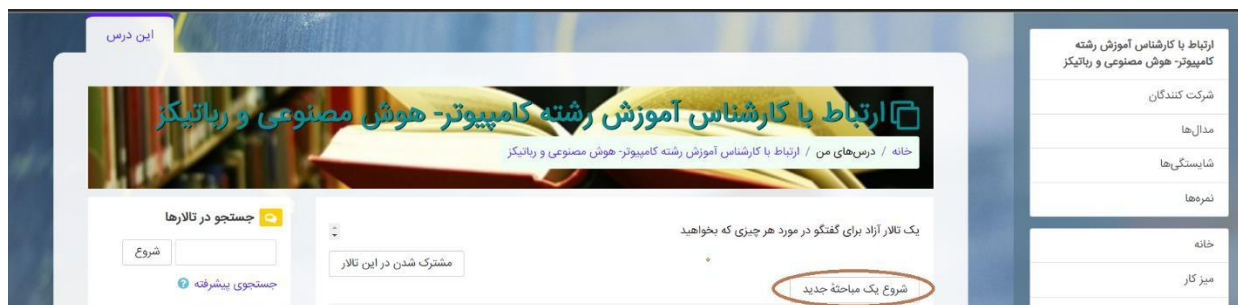 این درس
ارتباط با کارشناس آموزش رشته کامپیوتر- هوش مصنوعی و رباتیکز
خانه / درس‌های من / ارتباط با کارشناس آموزش رشته کامپیوتر- هوش مصنوعی و رباتیکز
ارتباط با کارشناس آموزش رشته
کامپیوتر- هوش مصنوعی و رباتیکز
شرکت کنندگان
مدال‌ها
شایستگی‌ها
نمره‌ها
خانه
میز کار
یک تالار آزاد برای گفتگو در مورد هر چیزی که بخواهید
مشترک شدن در این تالار
شروع یک مباحثهٔ جدید
جستجو در تالارها
شروع
جستجوی پیشرفته